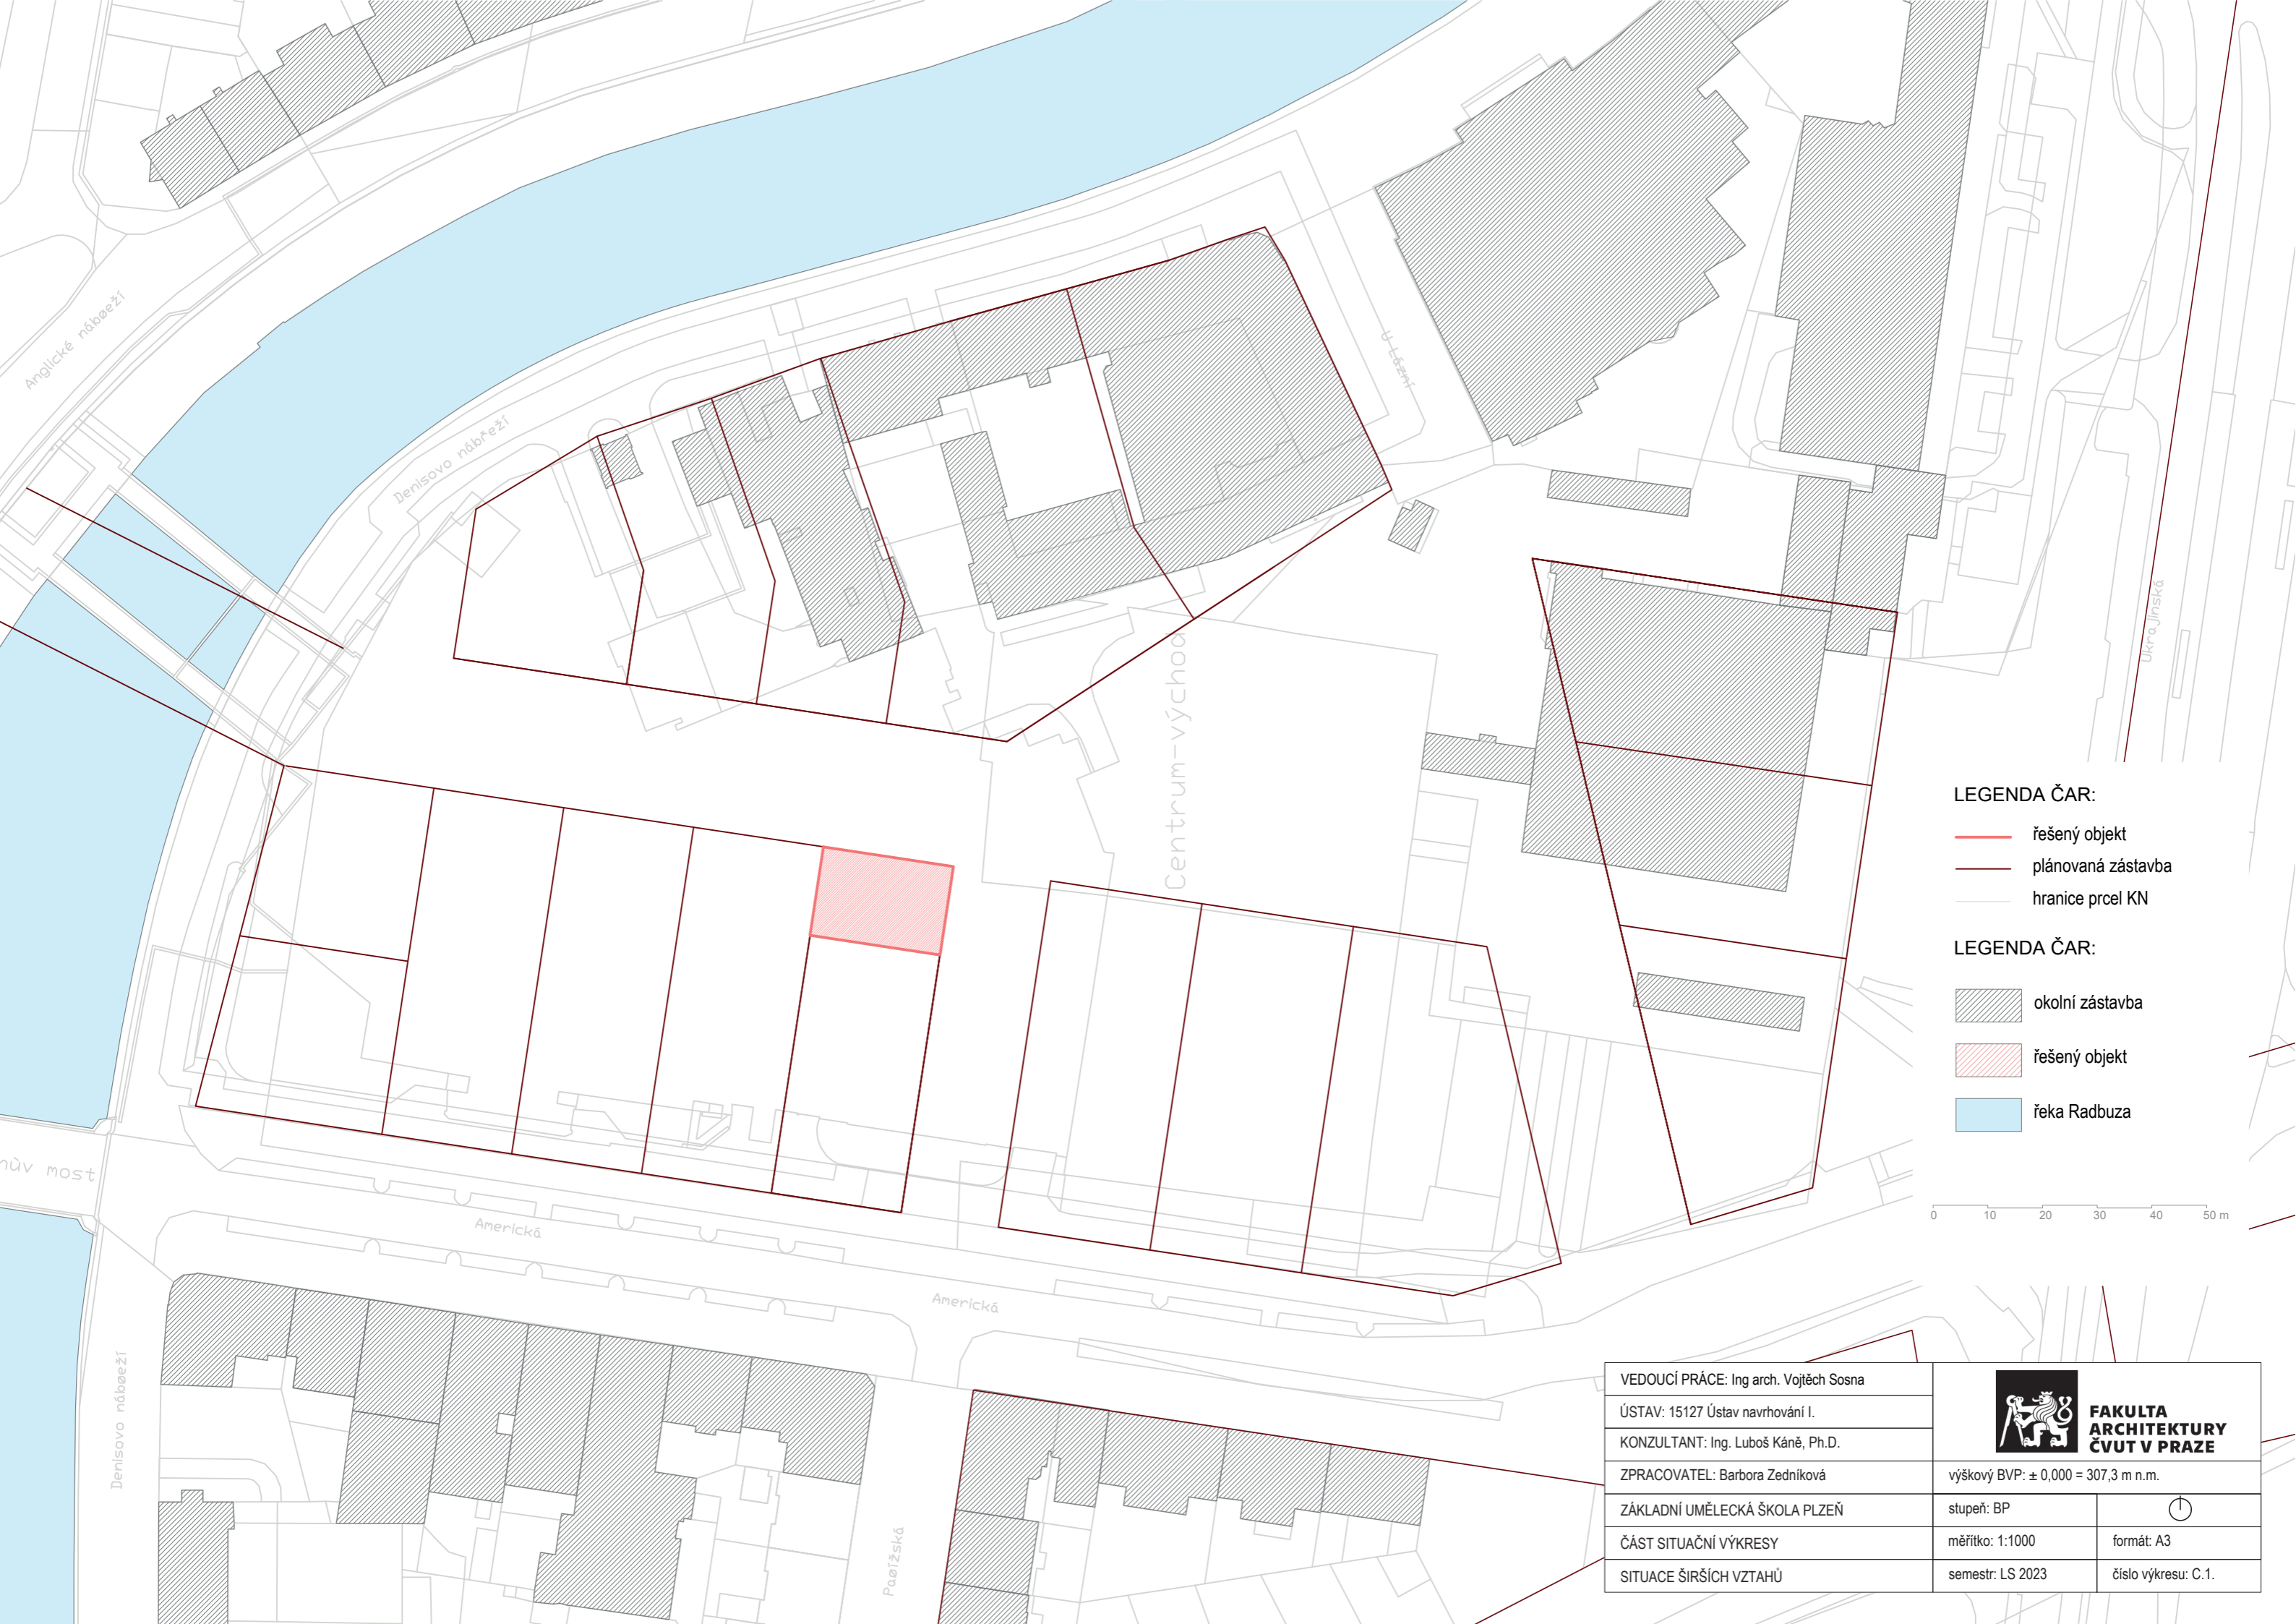 Anglické nábøeží
Denisovo nábřeží
U Lázní
Centrum-východ
Ukrajinská
nùv most
Americká
Americká
Denisovo nábøeží
Paøížská
LEGENDA ČAR:
řešený objekt
plánovaná zástavba
hranice prcel KN
LEGENDA ČAR:
okolní zástavba
řešený objekt
řeka Radbuza
0 10 20 30 40 50 m
VEDOUCÍ PRÁCE: Ing arch. Vojtěch Sosna
ÚSTAV: 15127 Ústav navrhování I.
KONZULTANT: Ing. Luboš Káně, Ph.D.
ZPRACOVATEL: Barbora Zedníková
ZÁKLADNÍ UMĚLECKÁ ŠKOLA PLZEŇ
ČÁST SITUAČNÍ VÝKRESY
SITUACE ŠIRŠÍCH VZTAHŮ
FAKULTA
ARCHITEKTURY
ČVUT V PRAZE
výškový BVP: ± 0,000 = 307,3 m n.m.
stupeň: BP
měřítko: 1:1000 formát: A3
semestr: LS 2023 číslo výkresu: C.1.